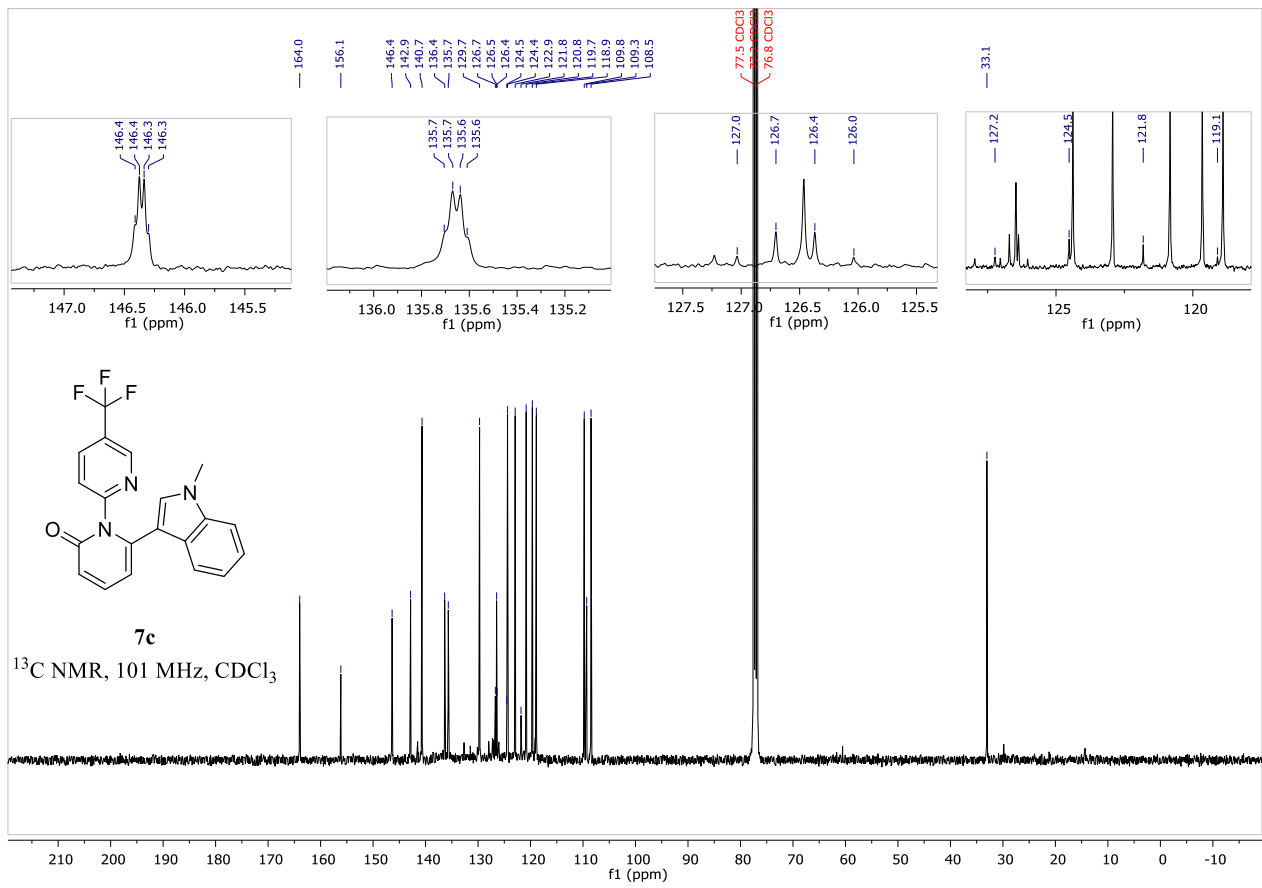 164.0
156.1
146.4
142.9
140.7
136.4
135.7
129.7
126.7
126.5
126.4
124.5
124.4
122.9
121.8
120.8
119.7
118.9
109.8
109.3
108.5
77.5 CDCl3
77.2 CDCl3
76.8 CDCl3
33.1
146.4
146.4
146.3
146.3
147.0 146.5 146.0 145.5
f1 (ppm)
135.7
135.7
135.6
135.6
136.0 135.8 135.6 135.4 135.2
f1 (ppm)
127.0
126.7
126.4
126.0
127.5 127.0 126.5 126.0 125.5
f1 (ppm)
127.2
124.5
121.8
119.1
125 120
f1 (ppm)
F
F
F
N
N
N
O
7c
13C NMR, 101 MHz, CDCl3
210 200 190 180 170 160 150 140 130 120 110 100 90 80 70 60 50 40 30 20 10 0 -10
f1 (ppm)